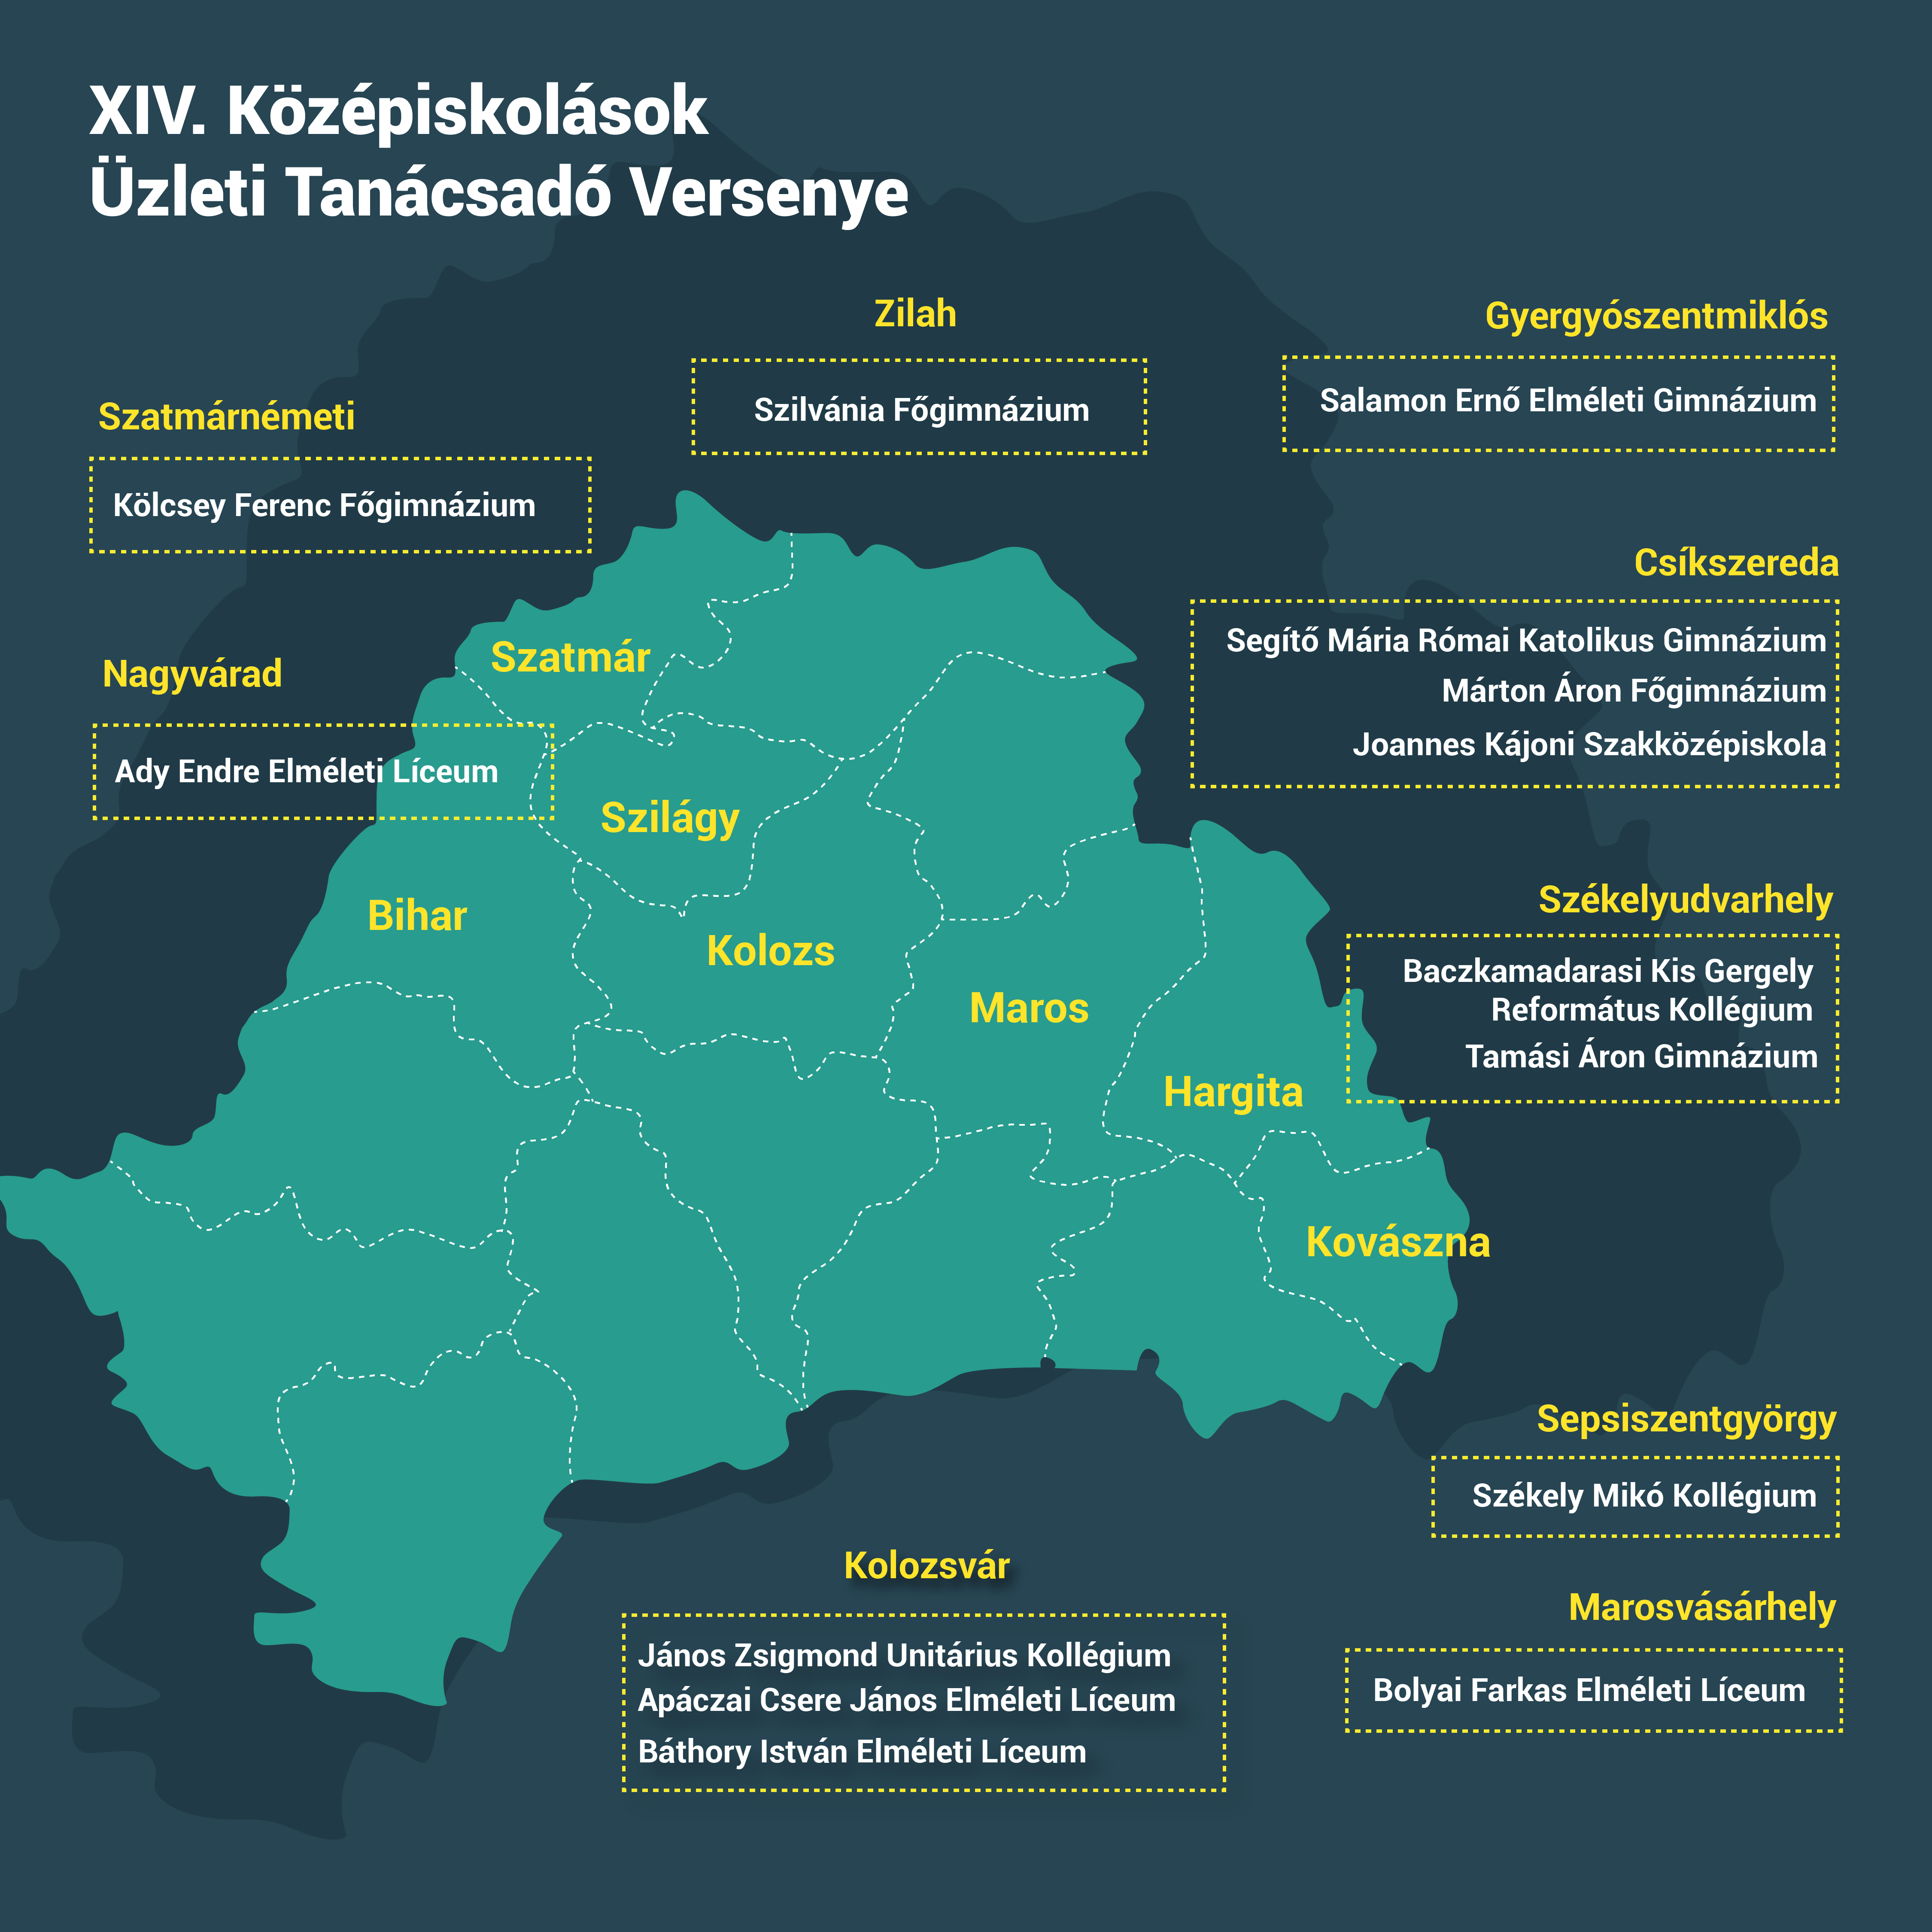 XIV. Középiskolások
Üzleti Tanácsadó Versenye
Zilah
Szilvánia Főgimnázium
Gyergyószentmiklós
Salamon Ernő Elméleti Gimnázium
Szatmárnémeti
Kölcsey Ferenc Főgimnázium
Csíkszereda
Segítő Mária Római Katolikus Gimnázium
Márton Áron Főgimnázium
Joannes Kájoni Szakközépiskola
Nagyvárad
Ady Endre Elméleti Líceum
Szatmár
Szilágy
Bihar
Kolozs
Maros
Hargita
Kovászna
Székelyudvarhely
Baczkamadarasi Kis Gergely
Református Kollégium
Tamási Áron Gimnázium
Sepsiszentgyörgy
Székely Mikó Kollégium
Kolozsvár
János Zsigmond Unitárius Kollégium
Apáczai Csere János Elméleti Líceum
Báthory István Elméleti Líceum
Marosvásárhely
Bolyai Farkas Elméleti Líceum